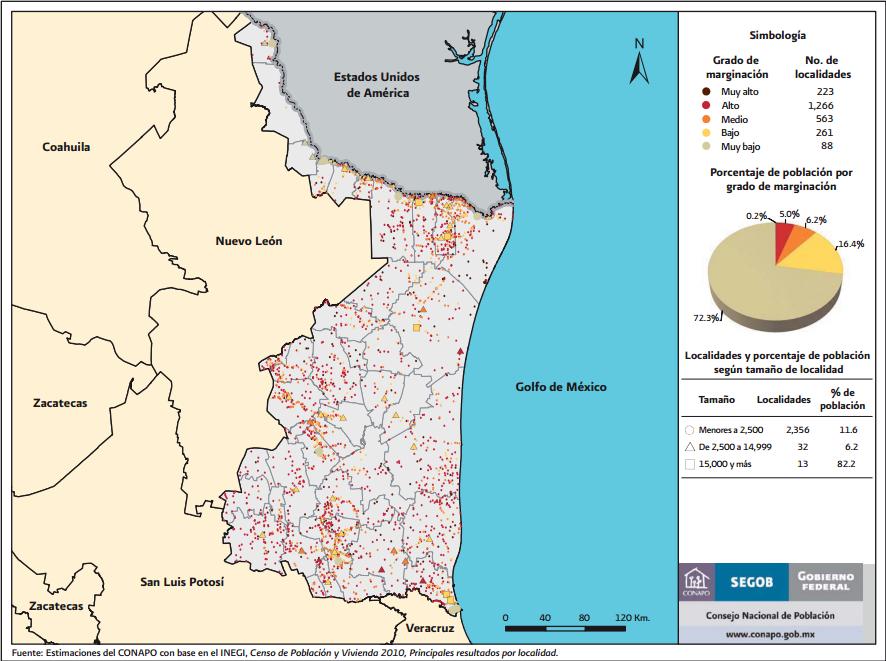 Estados Unidos
de América
N
Coahuila
Nuevo León
Golfo de México
Zacatecas
San Luis Potosí
Zacatecas
Veracruz
0 40 80 120 Km.
Simbología
Grado de marginación No. de localidades
Muy alto 223
Alto 1,266
Medio 563
Bajo 261
Muy bajo 88
Porcentaje de población por
grado de marginación
0.2% 5.0% 6.2%
16.4%
72.3%
Localidades y porcentaje de población
según tamaño de localidad
Tamaño Localidades % de población
Menores a 2,500 2,356 11.6
De 2,500 a 14,999 32 6.2
15,000 y más 13 82.2
CONAPO SEGOB GOBIERNO FEDERAL
Consejo Nacional de Población
www.conapo.gob.mx
Fuente: Estimaciones del CONAPO con base en el INEGI, Censo de Población y Vivienda 2010, Principales resultados por localidad.